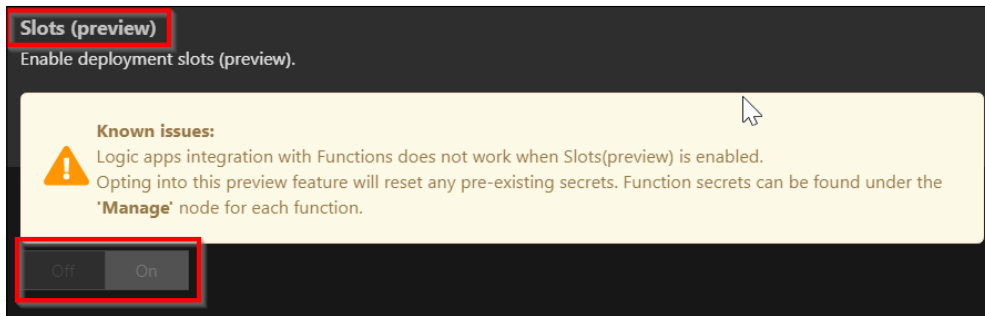 Slots (preview)
Enable deployment slots (preview).
Known issues:
Logic apps integration with Functions does not work when Slots(preview) is enabled.
Opting into this preview feature will reset any pre-existing secrets. Function secrets can be found under the
'Manage' node for each function.
Off On